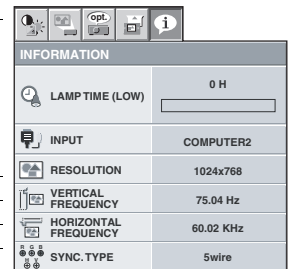 opt.
i
INFORMATION
LAMP TIME (LOW)
0 H
INPUT
COMPUTER2
RESOLUTION
1024x768
VERTICAL
FREQUENCY
75.04 Hz
HORIZONTAL
FREQUENCY
60.02 KHz
R G B
H V
SYNC. TYPE
5wire